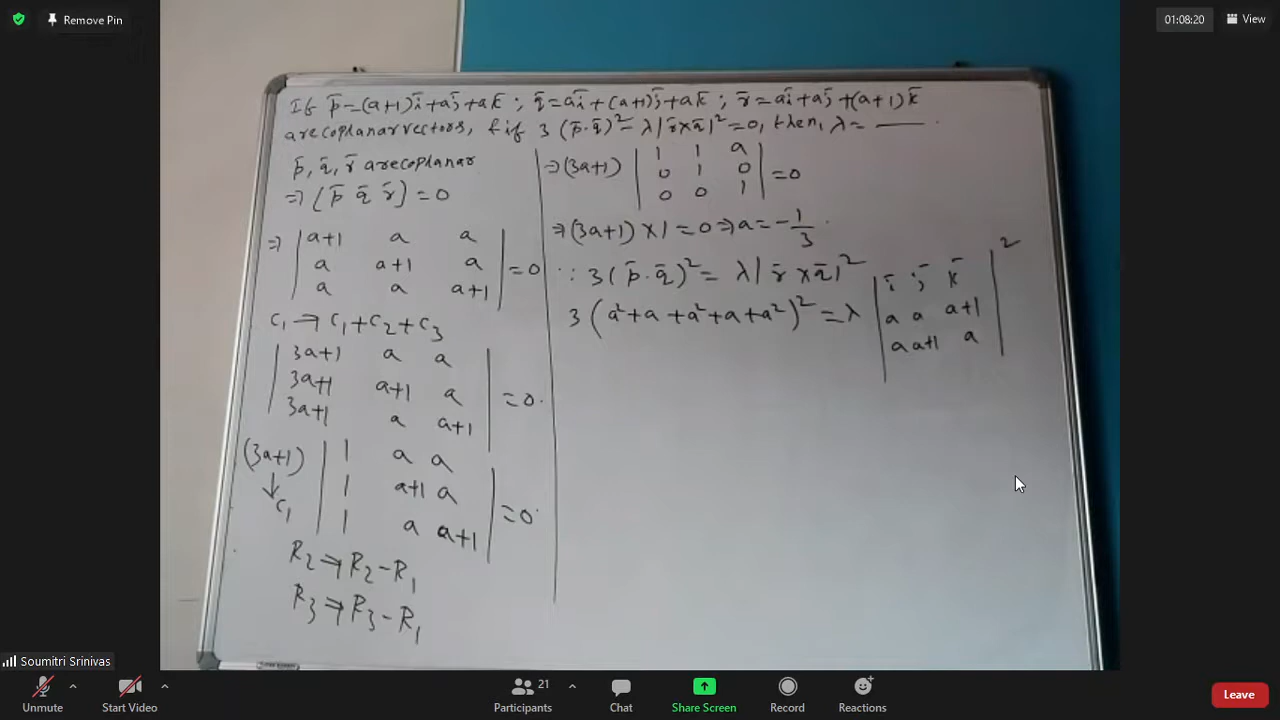 Remove Pin
01:08:20
View
If p̄ = (a+1)ī+aj̄+ak̄ ; q̄ = aī+(a+1)j̄+ak̄ ; r̄ = aī+aj̄+(a+1)k̄
are coplanar vectors, & if 3(p̄.q̄)² = λ|r̄×q̄|² = 0, then, λ = ——.
p̄, q̄, r̄ are coplanar
⇒ [p̄ q̄ r̄] = 0
⇒ | a+1 a a |
| a a+1 a | = 0
| a a a+1 |
C₁ → C₁+C₂+C₃
| 3a+1 a a |
| 3a+1 a+1 a | = 0.
| 3a+1 a a+1 |
(3a+1) | 1 a a |
↓ C₁ | 1 a+1 a | = 0.
| 1 a a+1 |
R₂ ⇒ R₂-R₁
R₃ ⇒ R₃-R₁
⇒ (3a+1) | 1 1 a |
| 0 1 0 | = 0
| 0 0 1 |
⇒ (3a+1) × 1 = 0 ⇒ a = -1/3.
∵ 3(p̄.q̄)² = λ|r̄×q̄|²
3(a²+a+a²+a+a²)² = λ | ī j̄ k̄ |²
| a a a+1 |
| a a+1 a |
Soumitri Srinivas
Unmute
Start Video
21
Participants
Chat
Share Screen
Record
Reactions
Leave